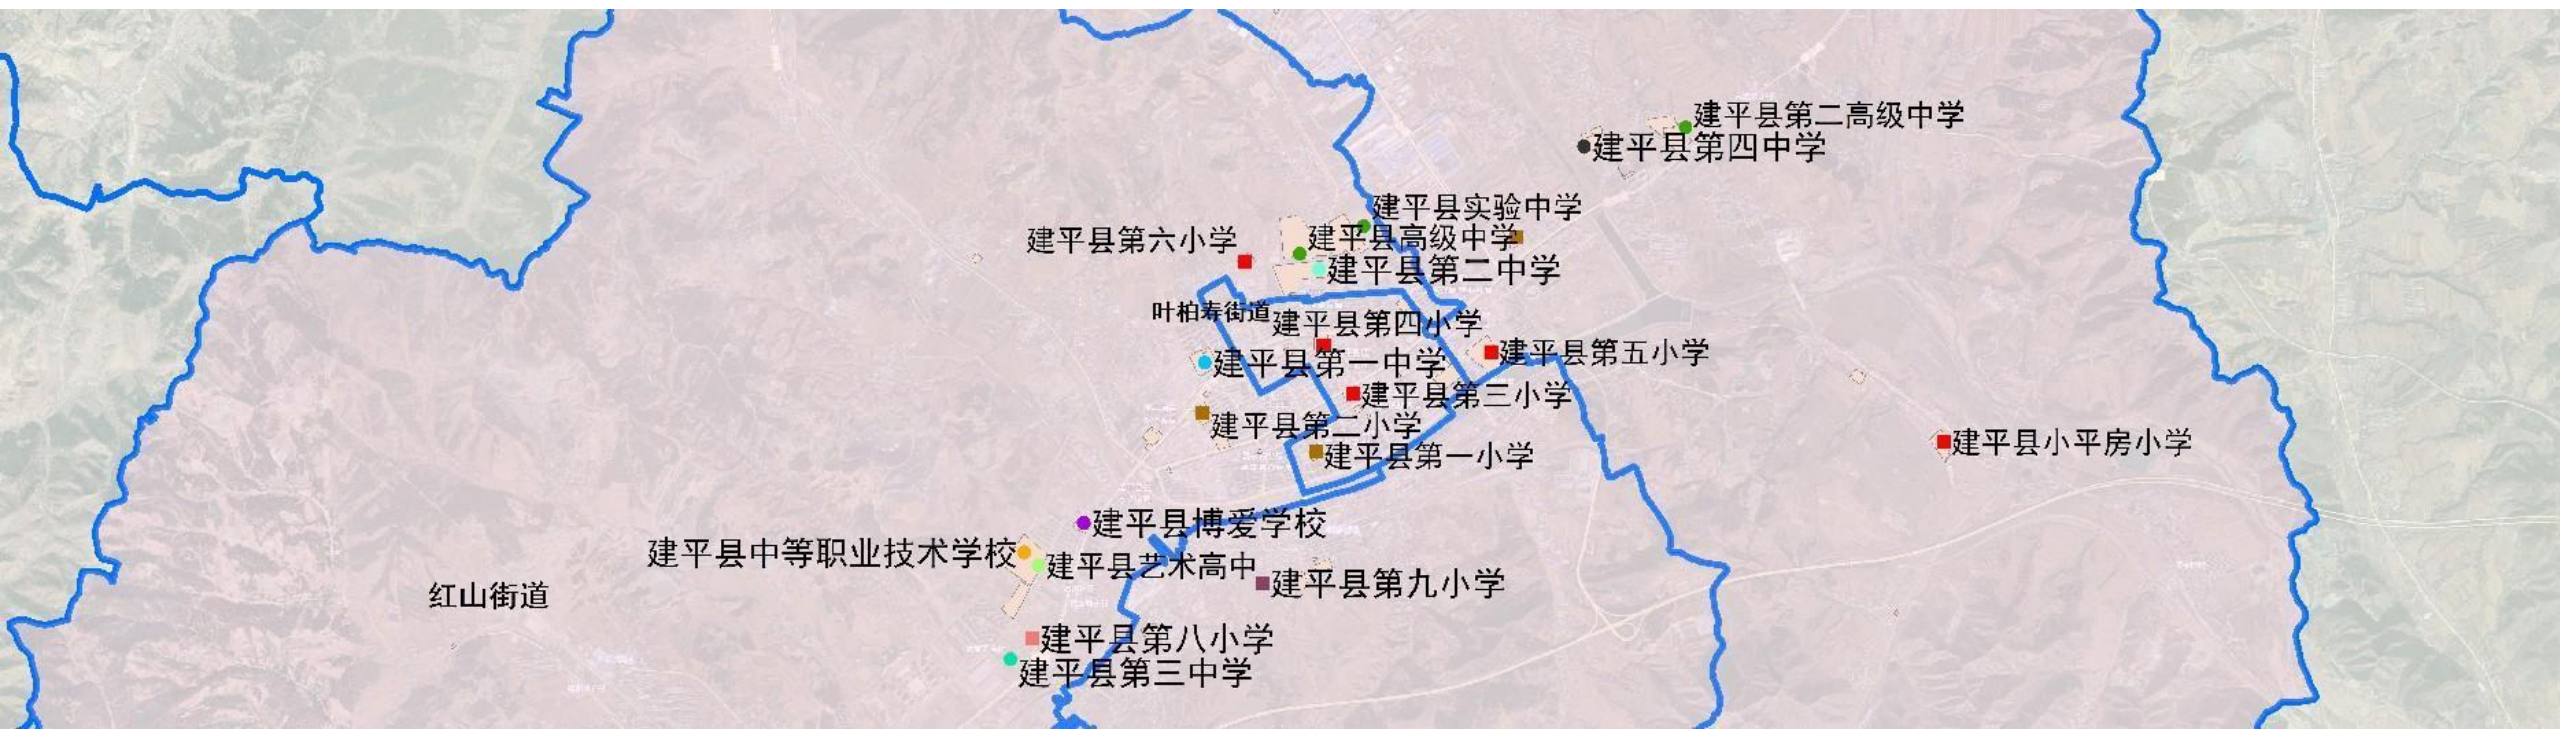 建平县第二高级中学
建平县第四中学
建平县实验中学
建平县第六小学
建平县高级中学
建平县第二中学
叶柏寿街道
建平县第四小学
建平县第五小学
建平县第一中学
建平县第三小学
建平县第二小学
建平县小平房小学
建平县第一小学
建平县博爱学校
建平县中等职业技术学校
建平县艺术高中
建平县第九小学
红山街道
建平县第八小学
建平县第三中学